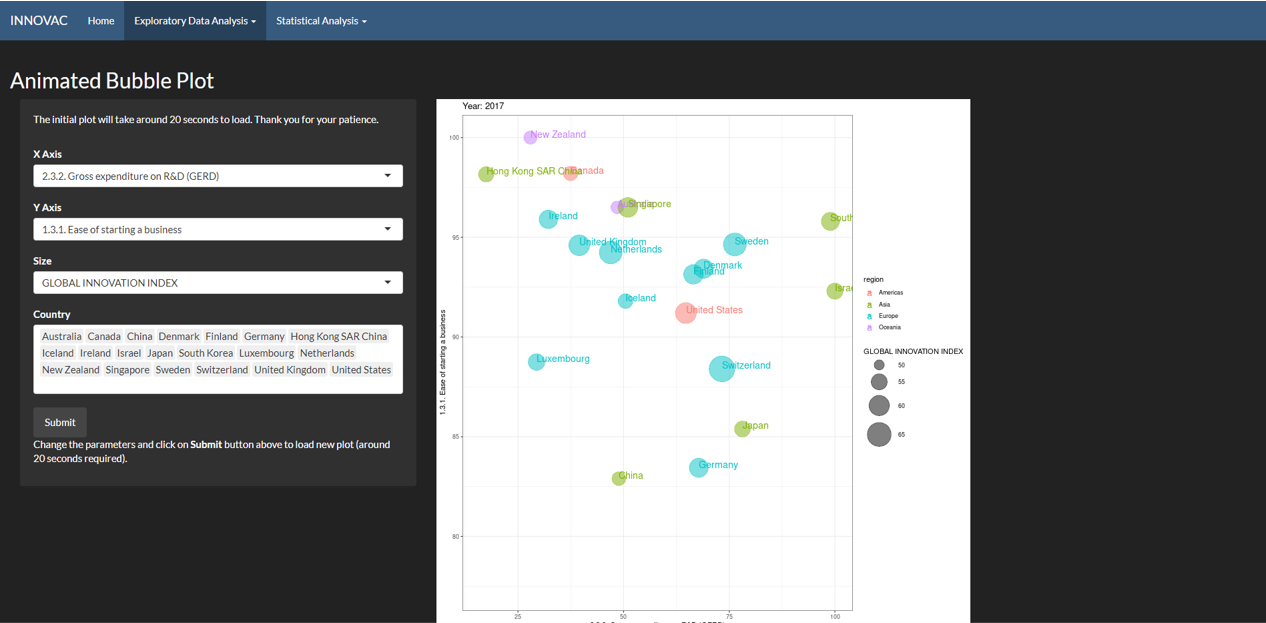 INNOVAC Home Exploratory Data Analysis Statistical Analysis
Animated Bubble Plot
The initial plot will take around 20 seconds to load. Thank you for your patience.
X Axis
2.3.2. Gross expenditure on R&D (GERD)
Y Axis
1.3.1. Ease of starting a business
Size
GLOBAL INNOVATION INDEX
Country
Australia Canada China Denmark Finland Germany Hong Kong SAR China
Iceland Ireland Israel Japan South Korea Luxembourg Netherlands
New Zealand Singapore Sweden Switzerland United Kingdom United States
Submit
Change the parameters and click on Submit button above to load new plot (around
20 seconds required).
Year: 2017
1.3.1. Ease of starting a business
100
95
90
85
80
25 50 75 100
New Zealand
Hong Kong SAR China
Canada
Australia
Singapore
Ireland
South
United Kingdom
Netherlands
Sweden
Denmark
Finland
Iceland
Israe
United States
Luxembourg
Switzerland
Japan
Germany
China
region
Americas
Asia
Europe
Oceania
GLOBAL INNOVATION INDEX
50
55
60
65